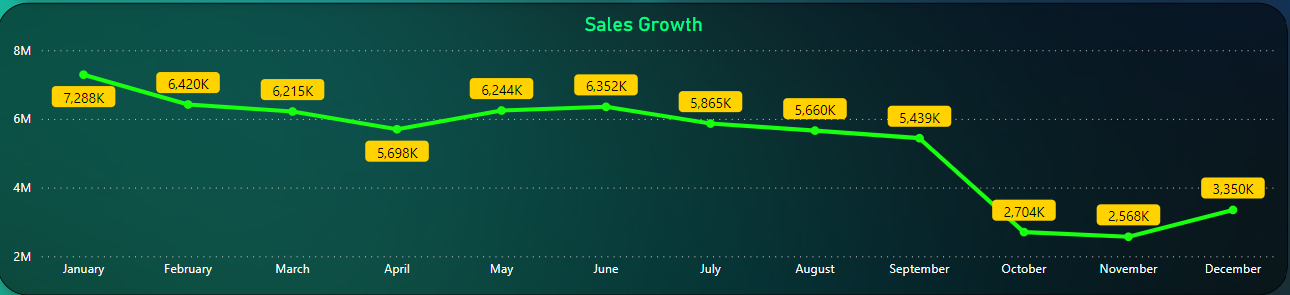 Sales Growth
8M
6M
4M
2M
7,288K
6,420K
6,215K
5,698K
6,244K
6,352K
5,865K
5,660K
5,439K
2,704K
2,568K
3,350K
January
February
March
April
May
June
July
August
September
October
November
December